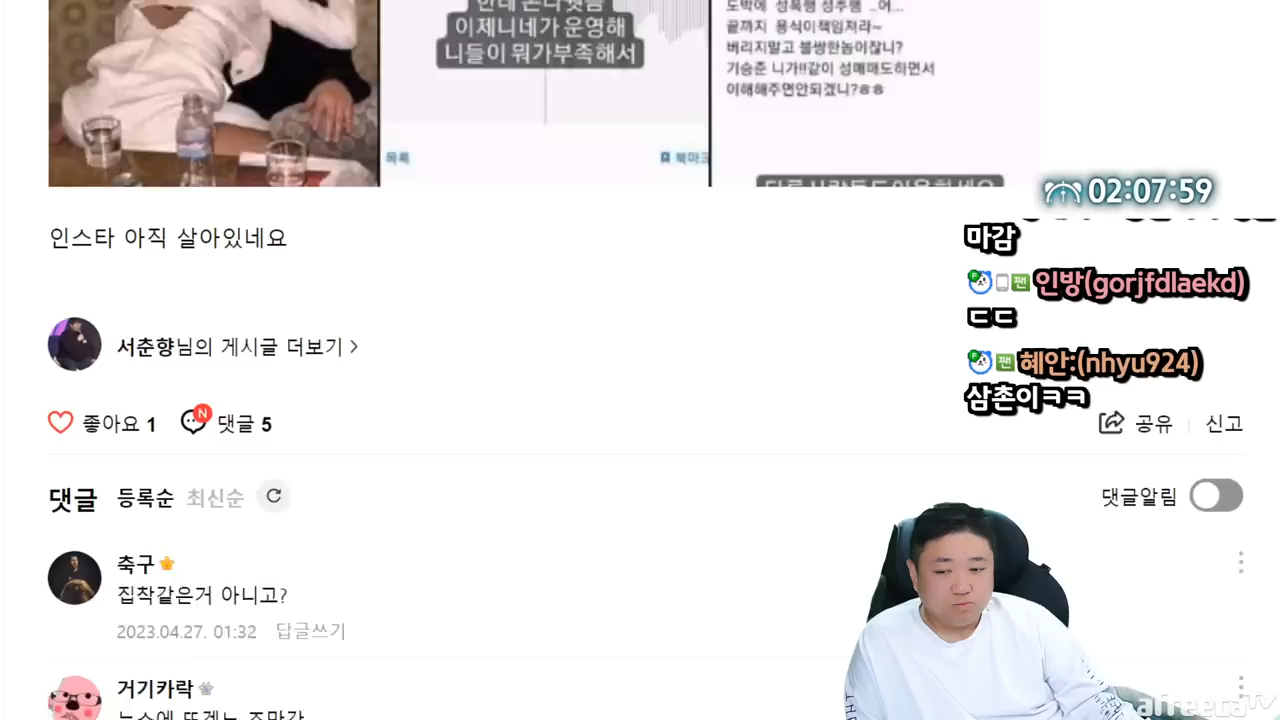 이제니네가 운영해
니들이 뭐가부족해서
도박에 성폭행 성추행 ..어...
끝까지 용식이책임져라~
버리지말고 불쌍한놈이잖니?
기승준 니가!!같이 성매매도하면서
이해해주면안되겠니?ㅎㅎ
목록
북마크
02:07:59
인스타 아직 살아있네요
마감
팬 인방(gorjfdlaekd)
ㄷㄷ
팬 혜안:(nhyu924)
삼촌이ㅋㅋ
서춘향님의 게시글 더보기 >
좋아요 1 N 댓글 5
공유 신고
댓글 등록순 최신순
댓글알림
축구
집착같은거 아니고?
2023.04.27. 01:32 답글쓰기
거기카락
afreecaTV